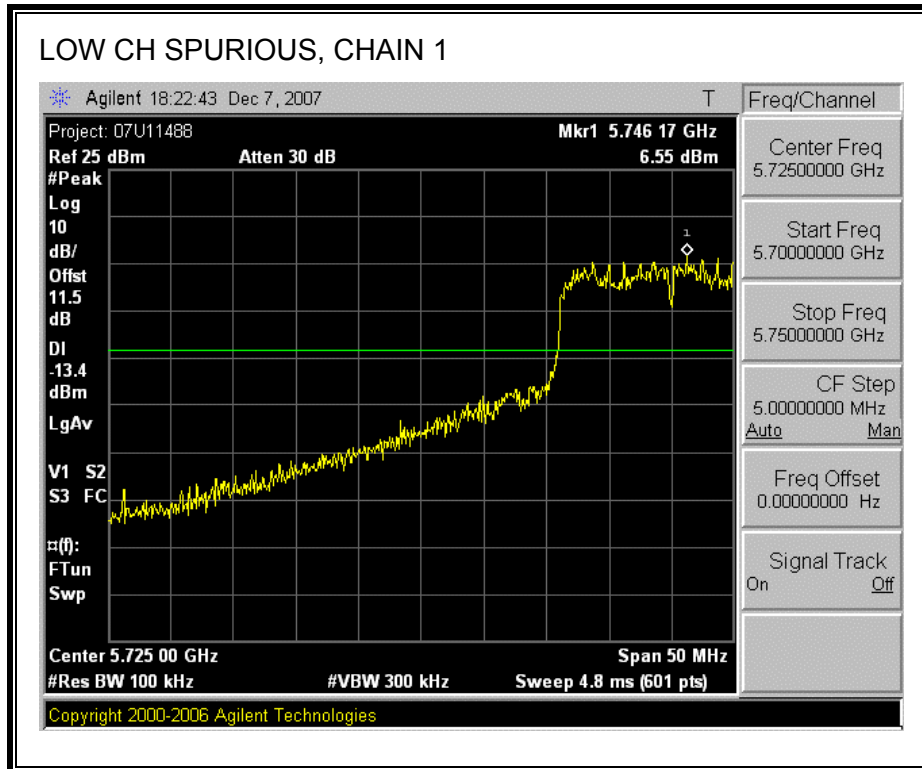 LOW CH SPURIOUS, CHAIN 1
Agilent 18:22:43 Dec 7, 2007 T
Freq/Channel
Project: 07U11488 Mkr1 5.746 17 GHz
Ref 25 dBm Atten 30 dB 6.55 dBm
#Peak
Log
10
dB/
Offst
11.5
dB
DI
-13.4
dBm
LgAv
V1 S2
S3 FC
¤(f):
FTun
Swp
1
Center 5.725 00 GHz Span 50 MHz
#Res BW 100 kHz #VBW 300 kHz Sweep 4.8 ms (601 pts)
Center Freq
5.72500000 GHz
Start Freq
5.70000000 GHz
Stop Freq
5.75000000 GHz
CF Step
5.00000000 MHz
Auto Man
Freq Offset
0.00000000 Hz
Signal Track
On Off
Copyright 2000-2006 Agilent Technologies